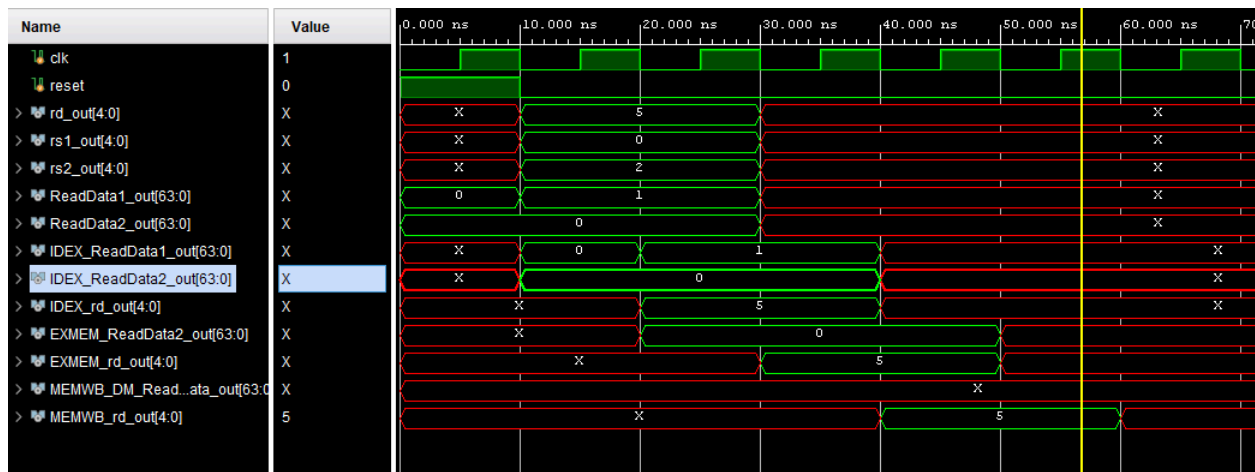 Name Value 0.000 ns 10.000 ns 20.000 ns 30.000 ns 40.000 ns 50.000 ns 60.000 ns 70
clk 1
reset 0
rd_out[4:0] X X 5 X
rs1_out[4:0] X X 0 X
rs2_out[4:0] X X 2 X
ReadData1_out[63:0] X 0 1 X
ReadData2_out[63:0] X 0 X
IDEX_ReadData1_out[63:0] X X 0 1 X
IDEX_ReadData2_out[63:0] X X 0 X
IDEX_rd_out[4:0] X X 5 X
EXMEM_ReadData2_out[63:0] X X 0
EXMEM_rd_out[4:0] X X 5
MEMWB_DM_Read...ata_out[63:0 X X
MEMWB_rd_out[4:0] 5 X 5